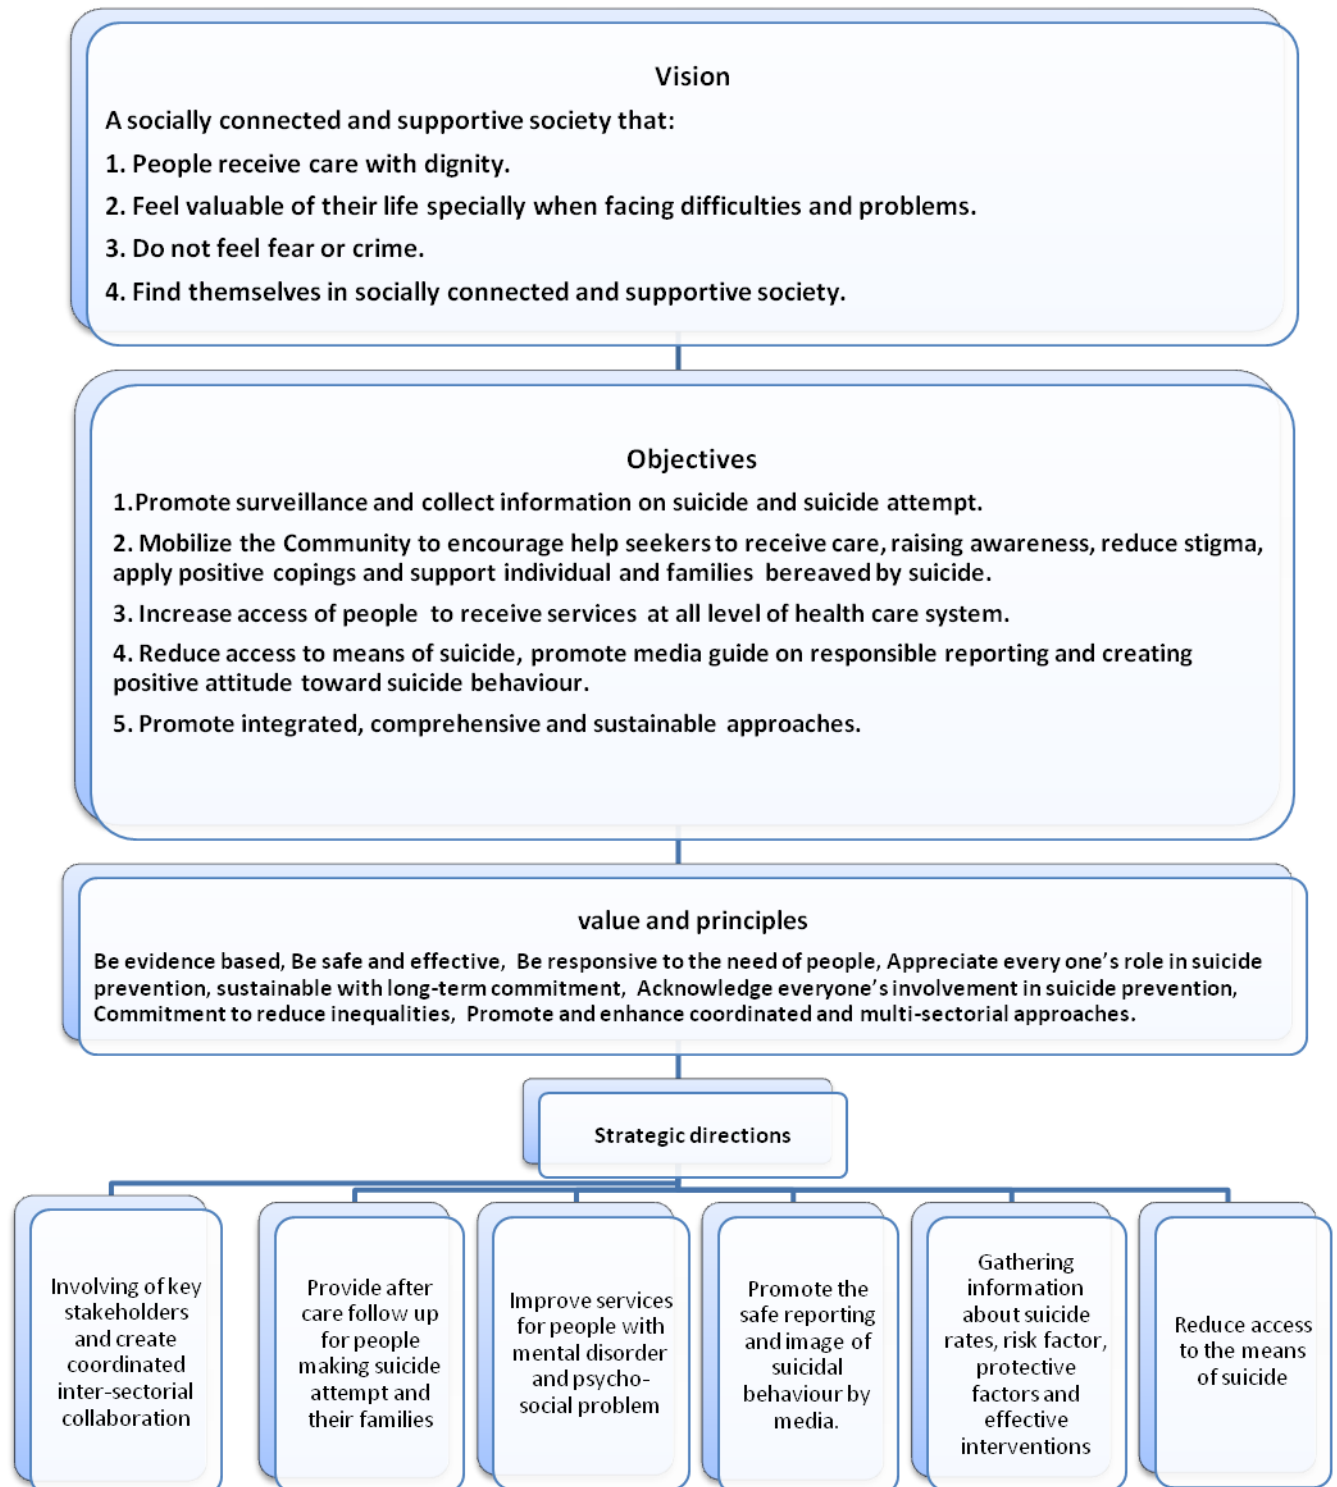 Vision
A socially connected and supportive society that:
1. People receive care with dignity.
2. Feel valuable of their life specially when facing difficulties and problems.
3. Do not feel fear or crime.
4. Find themselves in socially connected and supportive society.
Objectives
1.Promote surveillance and collect information on suicide and suicide attempt.
2. Mobilize the Community to encourage help seekers to receive care, raising awareness, reduce stigma,
apply positive copings and support individual and families bereaved by suicide.
3. Increase access of people to receive services at all level of health care system.
4. Reduce access to means of suicide, promote media guide on responsible reporting and creating
positive attitude toward suicide behaviour.
5. Promote integrated, comprehensive and sustainable approaches.
value and principles
Be evidence based, Be safe and effective, Be responsive to the need of people, Appreciate every one's role in suicide
prevention, sustainable with long-term commitment, Acknowledge everyone's involvement in suicide prevention,
Commitment to reduce inequalities, Promote and enhance coordinated and multi-sectorial approaches.
Strategic directions
Involving of key
stakeholders
and create
coordinated
inter-sectorial
collaboration
Provide after
care follow up
for people
making suicide
attempt and
their families
Improve services
for people with
mental disorder
and psycho-
social problem
Promote the
safe reporting
and image of
suicidal
behaviour by
media.
Gathering
information
about suicide
rates, risk factor,
protective
factors and
effective
interventions
Reduce access
to the means
of suicide